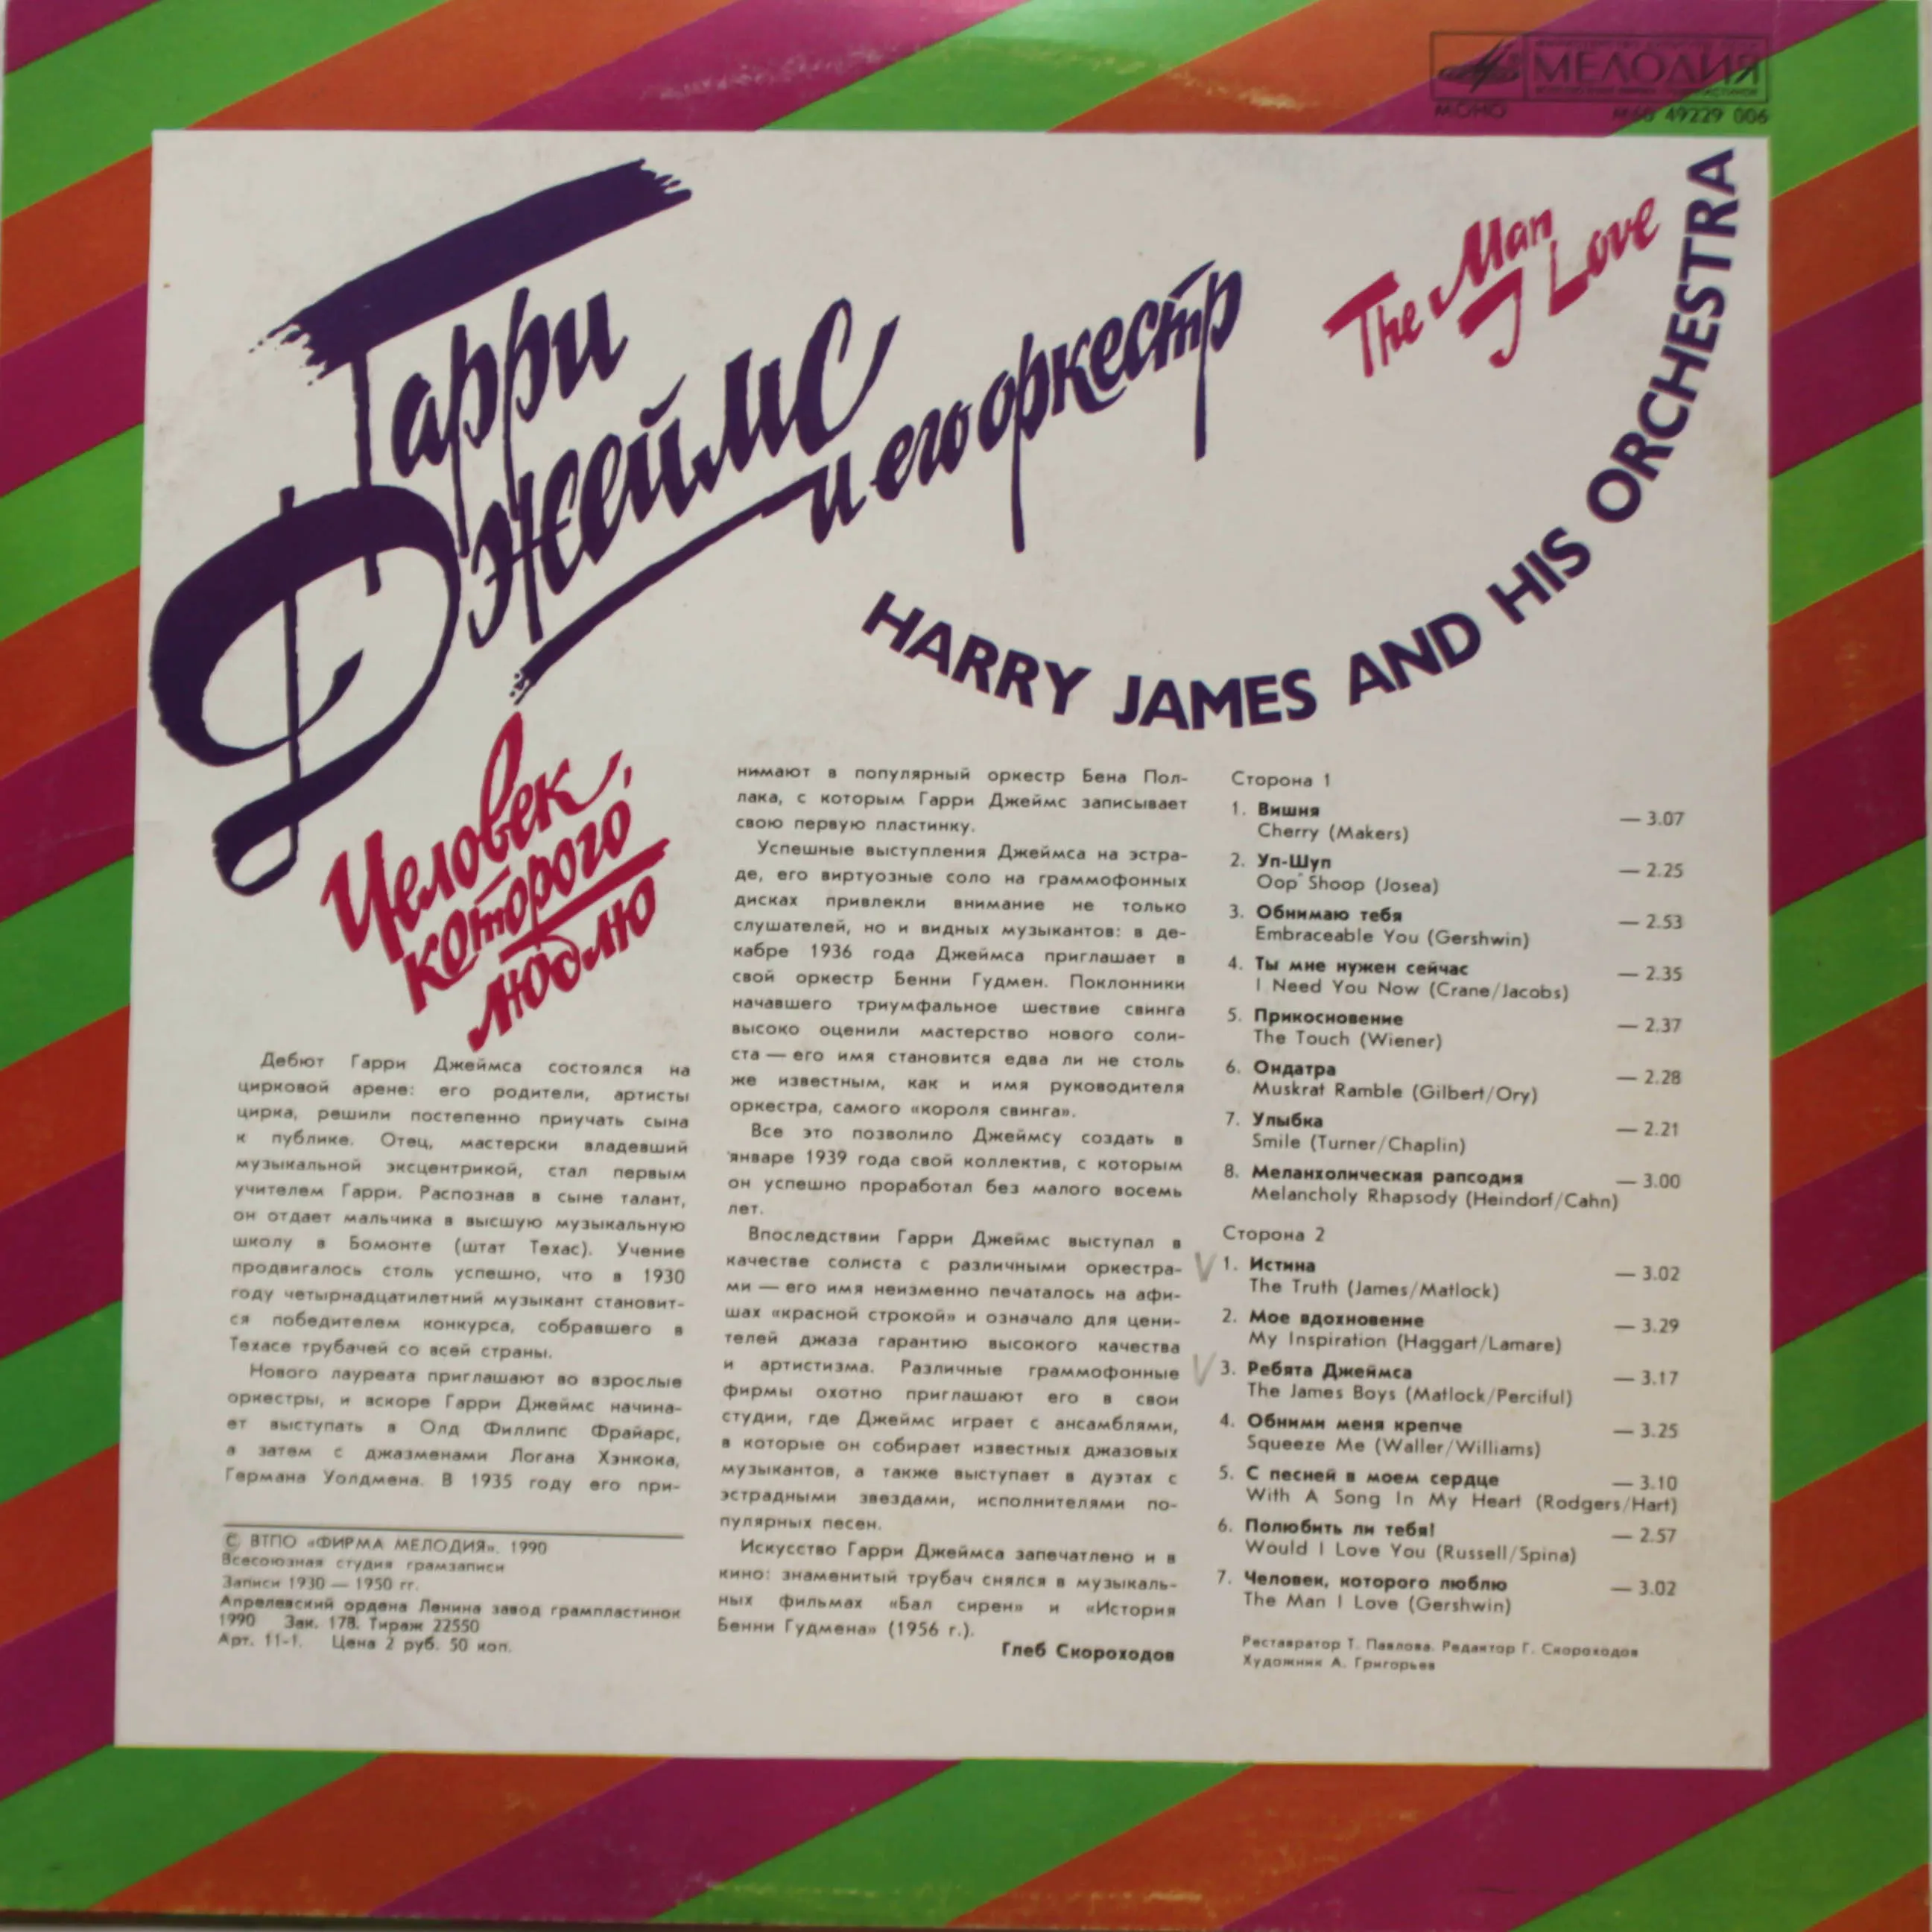 МЕЛОДИЯ
МОНО
М60 49229 006
Гарри
Джеймс
и его оркестр
The Man
I Love
HARRY JAMES AND HIS ORCHESTRA
Человек,
которого
люблю
Дебют Гарри Джеймса состоялся на
цирковой арене: его родители, артисты
цирка, решили постепенно приучать сына
к публике. Отец, мастерски владевший
музыкальной эксцентрикой, стал первым
учителем Гарри. Распознав в сыне талант,
он отдает мальчика в высшую музыкальную
школу в Бомонте (штат Техас). Учение
продвигалось столь успешно, что в 1930
году четырнадцатилетний музыкант становит-
ся победителем конкурса, собравшего в
Техасе трубачей со всей страны.
Нового лауреата приглашают во взрослые
оркестры, и вскоре Гарри Джеймс начина-
ет выступать в Олд Филлипс Фрайарс,
а затем с джазменами Логана Хэнкока,
Германа Уолдмена. В 1935 году его при-
© ВТПО «ФИРМА МЕЛОДИЯ». 1990
Всесоюзная студия грамзаписи
Записи 1930 — 1950 гг.
Апрелевский ордена Ленина завод грампластинок
1990 Зак. 178. Тираж 22550
Арт. 11-1. Цена 2 руб. 50 коп.
нимают в популярный оркестр Бена Пол-
лака, с которым Гарри Джеймс записывает
свою первую пластинку.
Успешные выступления Джеймса на эстра-
де, его виртуозные соло на граммофонных
дисках привлекли внимание не только
слушателей, но и видных музыкантов: в де-
кабре 1936 года Джеймса приглашает в
свой оркестр Бенни Гудмен. Поклонники
начавшего триумфальное шествие свинга
высоко оценили мастерство нового соли-
ста — его имя становится едва ли не столь
же известным, как и имя руководителя
оркестра, самого «короля свинга».
Все это позволило Джеймсу создать в
январе 1939 года свой коллектив, с которым
он успешно проработал без малого восемь
лет.
Впоследствии Гарри Джеймс выступал в
качестве солиста с различными оркестра-
ми — его имя неизменно печаталось на афи-
шах «красной строкой» и означало для цени-
телей джаза гарантию высокого качества
и артистизма. Различные граммофонные
фирмы охотно приглашают его в свои
студии, где Джеймс играет с ансамблями,
в которые он собирает известных джазовых
музыкантов, а также выступает в дуэтах с
эстрадными звездами, исполнителями по-
пулярных песен.
Искусство Гарри Джеймса запечатлено и в
кино: знаменитый трубач снялся в музыкаль-
ных фильмах «Бал сирен» и «История
Бенни Гудмена» (1956 г.).
Глеб Скороходов
Сторона 1
1. Вишня — 3.07
Cherry (Makers)
2. Уп-Шуп — 2.25
Oop Shoop (Josea)
3. Обнимаю тебя — 2.53
Embraceable You (Gershwin)
4. Ты мне нужен сейчас — 2.35
I Need You Now (Crane/Jacobs)
5. Прикосновение — 2.37
The Touch (Wiener)
6. Ондатра — 2.28
Muskrat Ramble (Gilbert/Ory)
7. Улыбка — 2.21
Smile (Turner/Chaplin)
8. Меланхолическая рапсодия — 3.00
Melancholy Rhapsody (Heindorf/Cahn)
Сторона 2
1. Истина — 3.02
The Truth (James/Matlock)
2. Мое вдохновение — 3.29
My Inspiration (Haggart/Lamare)
3. Ребята Джеймса — 3.17
The James Boys (Matlock/Perciful)
4. Обними меня крепче — 3.25
Squeeze Me (Waller/Williams)
5. С песней в моем сердце — 3.10
With A Song In My Heart (Rodgers/Hart)
6. Полюбить ли тебя! — 2.57
Would I Love You (Russell/Spina)
7. Человек, которого люблю — 3.02
The Man I Love (Gershwin)
Реставратор Т. Павлова. Редактор Г. Скороходов
Художник А. Григорьев